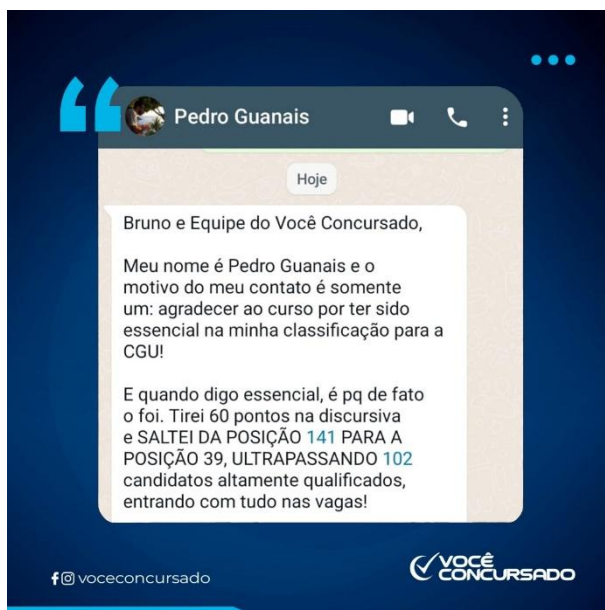 Pedro Guanais
Hoje
Bruno e Equipe do Você Concursado,
Meu nome é Pedro Guanais e o
motivo do meu contato é somente
um: agradecer ao curso por ter sido
essencial na minha classificação para a
CGU!
E quando digo essencial, é pq de fato
o foi. Tirei 60 pontos na discursiva
e SALTEI DA POSIÇÃO 141 PARA A
POSIÇÃO 39, ULTRAPASSANDO 102
candidatos altamente qualificados,
entrando com tudo nas vagas!
voceconcursado
VOCÊ
CONCURSADO